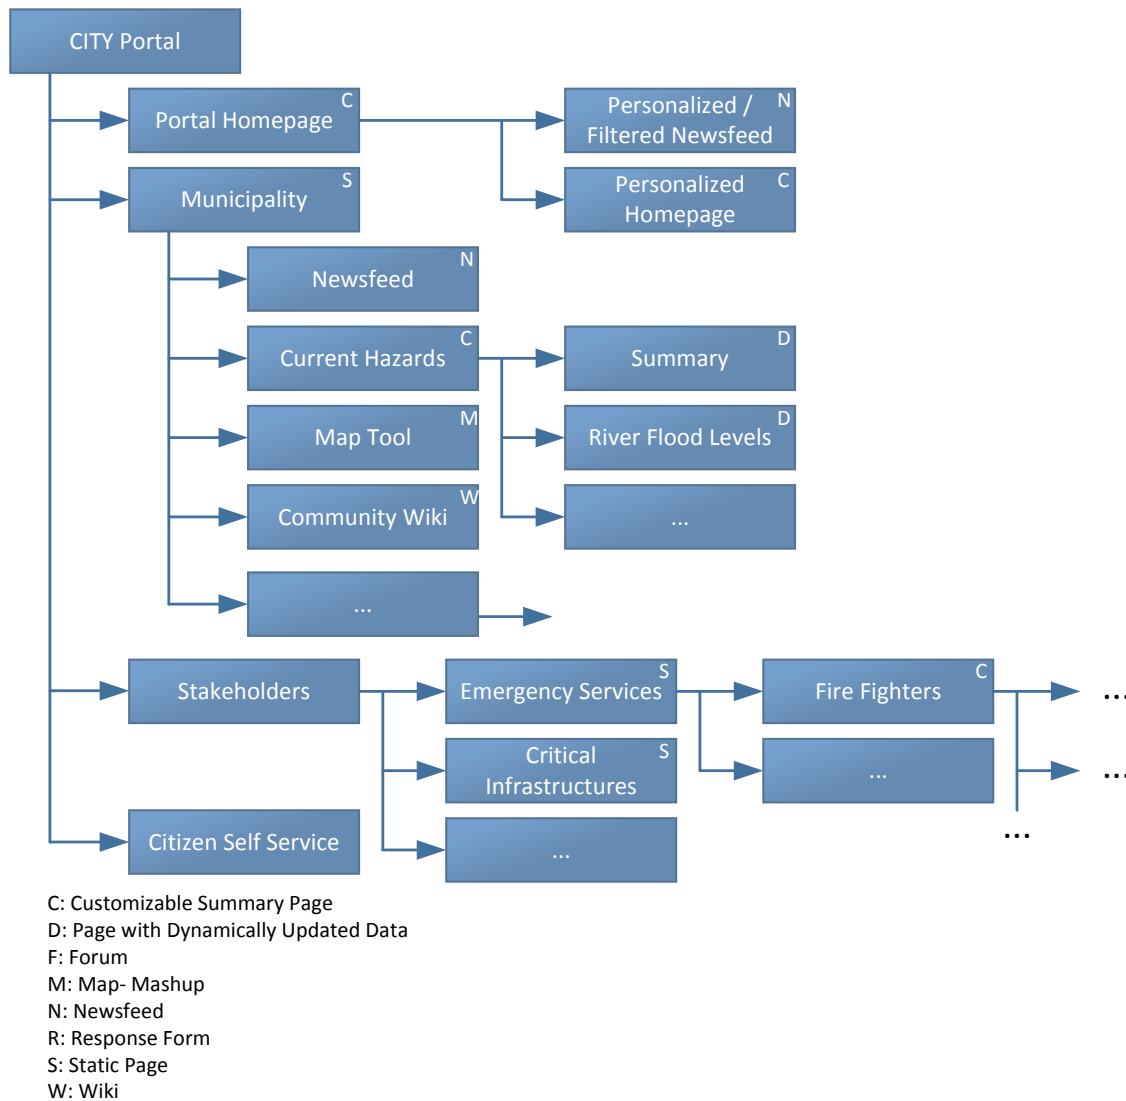 CITY Portal
C
Portal Homepage
N
Personalized /
Filtered Newsfeed
S
Municipality
C
Personalized
Homepage
N
Newsfeed
C
Current Hazards
D
Summary
M
Map Tool
D
River Flood Levels
W
Community Wiki
...
...
Stakeholders
S
Emergency Services
C
Fire Fighters
...
S
Critical
Infrastructures
...
...
...
Citizen Self Service
...
C: Customizable Summary Page
D: Page with Dynamically Updated Data
F: Forum
M: Map- Mashup
N: Newsfeed
R: Response Form
S: Static Page
W: Wiki